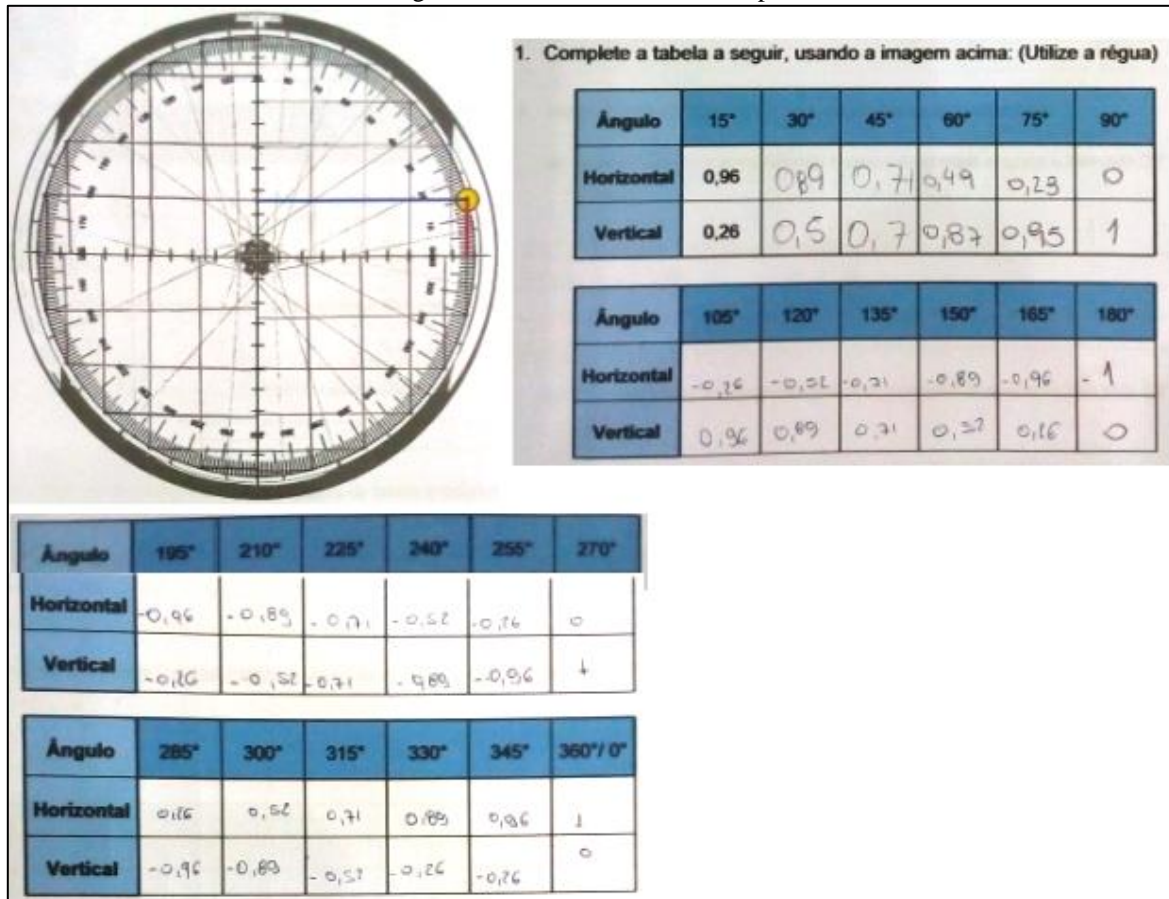 1. Complete a tabela a seguir, usando a imagem acima: (Utilize a régua)
Ângulo 15° 30° 45° 60° 75° 90°
Horizontal 0,96 0,89 0,71 0,49 0,29 0
Vertical 0,26 0,5 0,7 0,87 0,95 1
Ângulo 105° 120° 135° 150° 165° 180°
Horizontal -0,26 -0,52 -0,71 -0,89 -0,96 -1
Vertical 0,96 0,89 0,71 0,52 0,26 0
Ângulo 195° 210° 225° 240° 255° 270°
Horizontal -0,96 -0,89 -0,71 -0,52 -0,26 0
Vertical -0,26 -0,52 -0,71 -0,89 -0,96 1
Ângulo 285° 300° 315° 330° 345° 360°/ 0°
Horizontal 0,26 0,52 0,71 0,89 0,96 1
Vertical -0,96 -0,89 -0,52 -0,26 -0,26 0